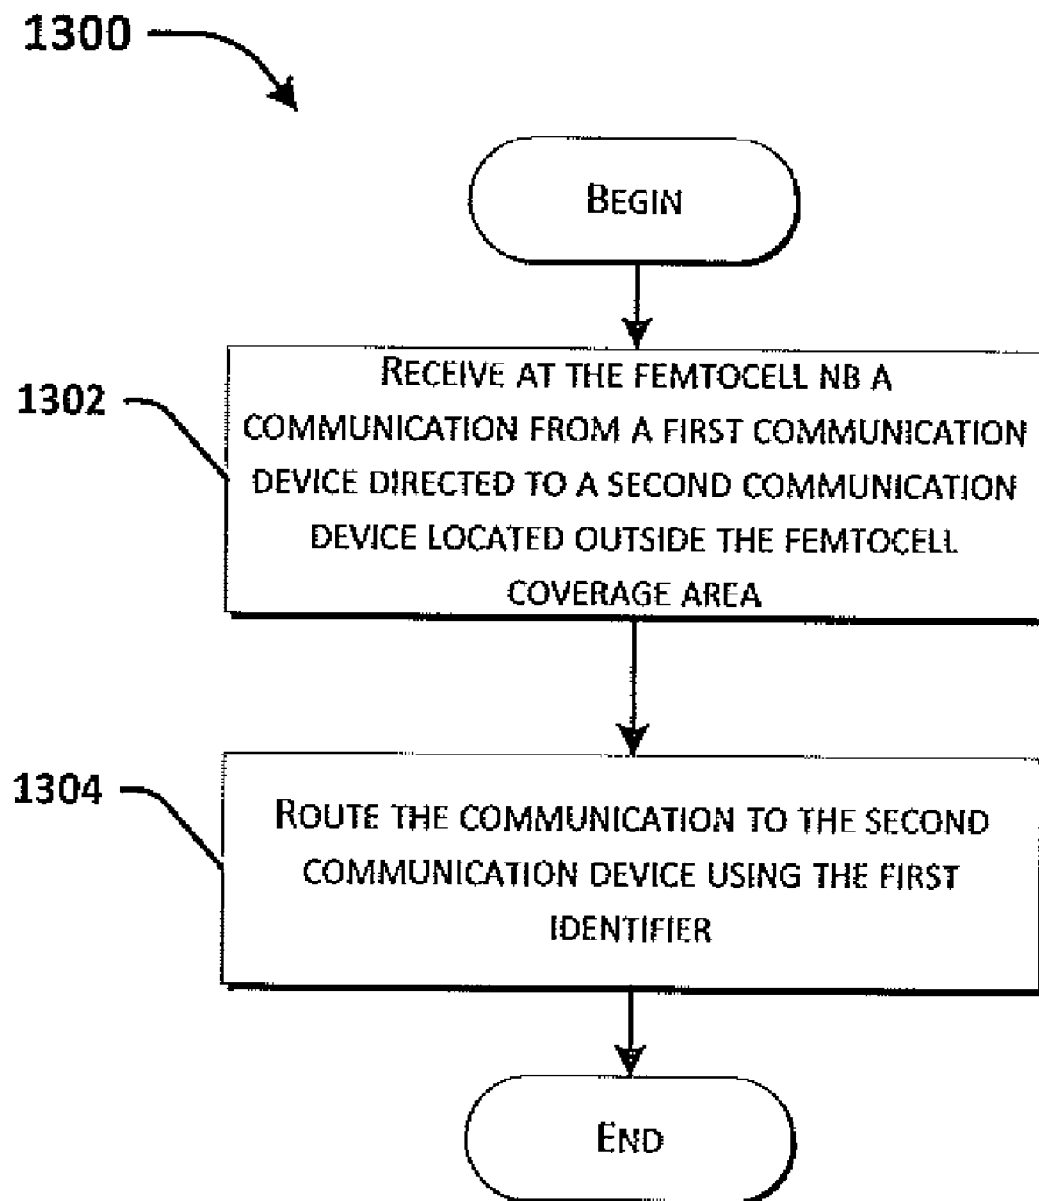 1300
BEGIN
1302
RECEIVE AT THE FEMTOCELL NB A
COMMUNICATION FROM A FIRST COMMUNICATION
DEVICE DIRECTED TO A SECOND COMMUNICATION
DEVICE LOCATED OUTSIDE THE FEMTOCELL
COVERAGE AREA
1304
ROUTE THE COMMUNICATION TO THE SECOND
COMMUNICATION DEVICE USING THE FIRST
IDENTIFIER
END